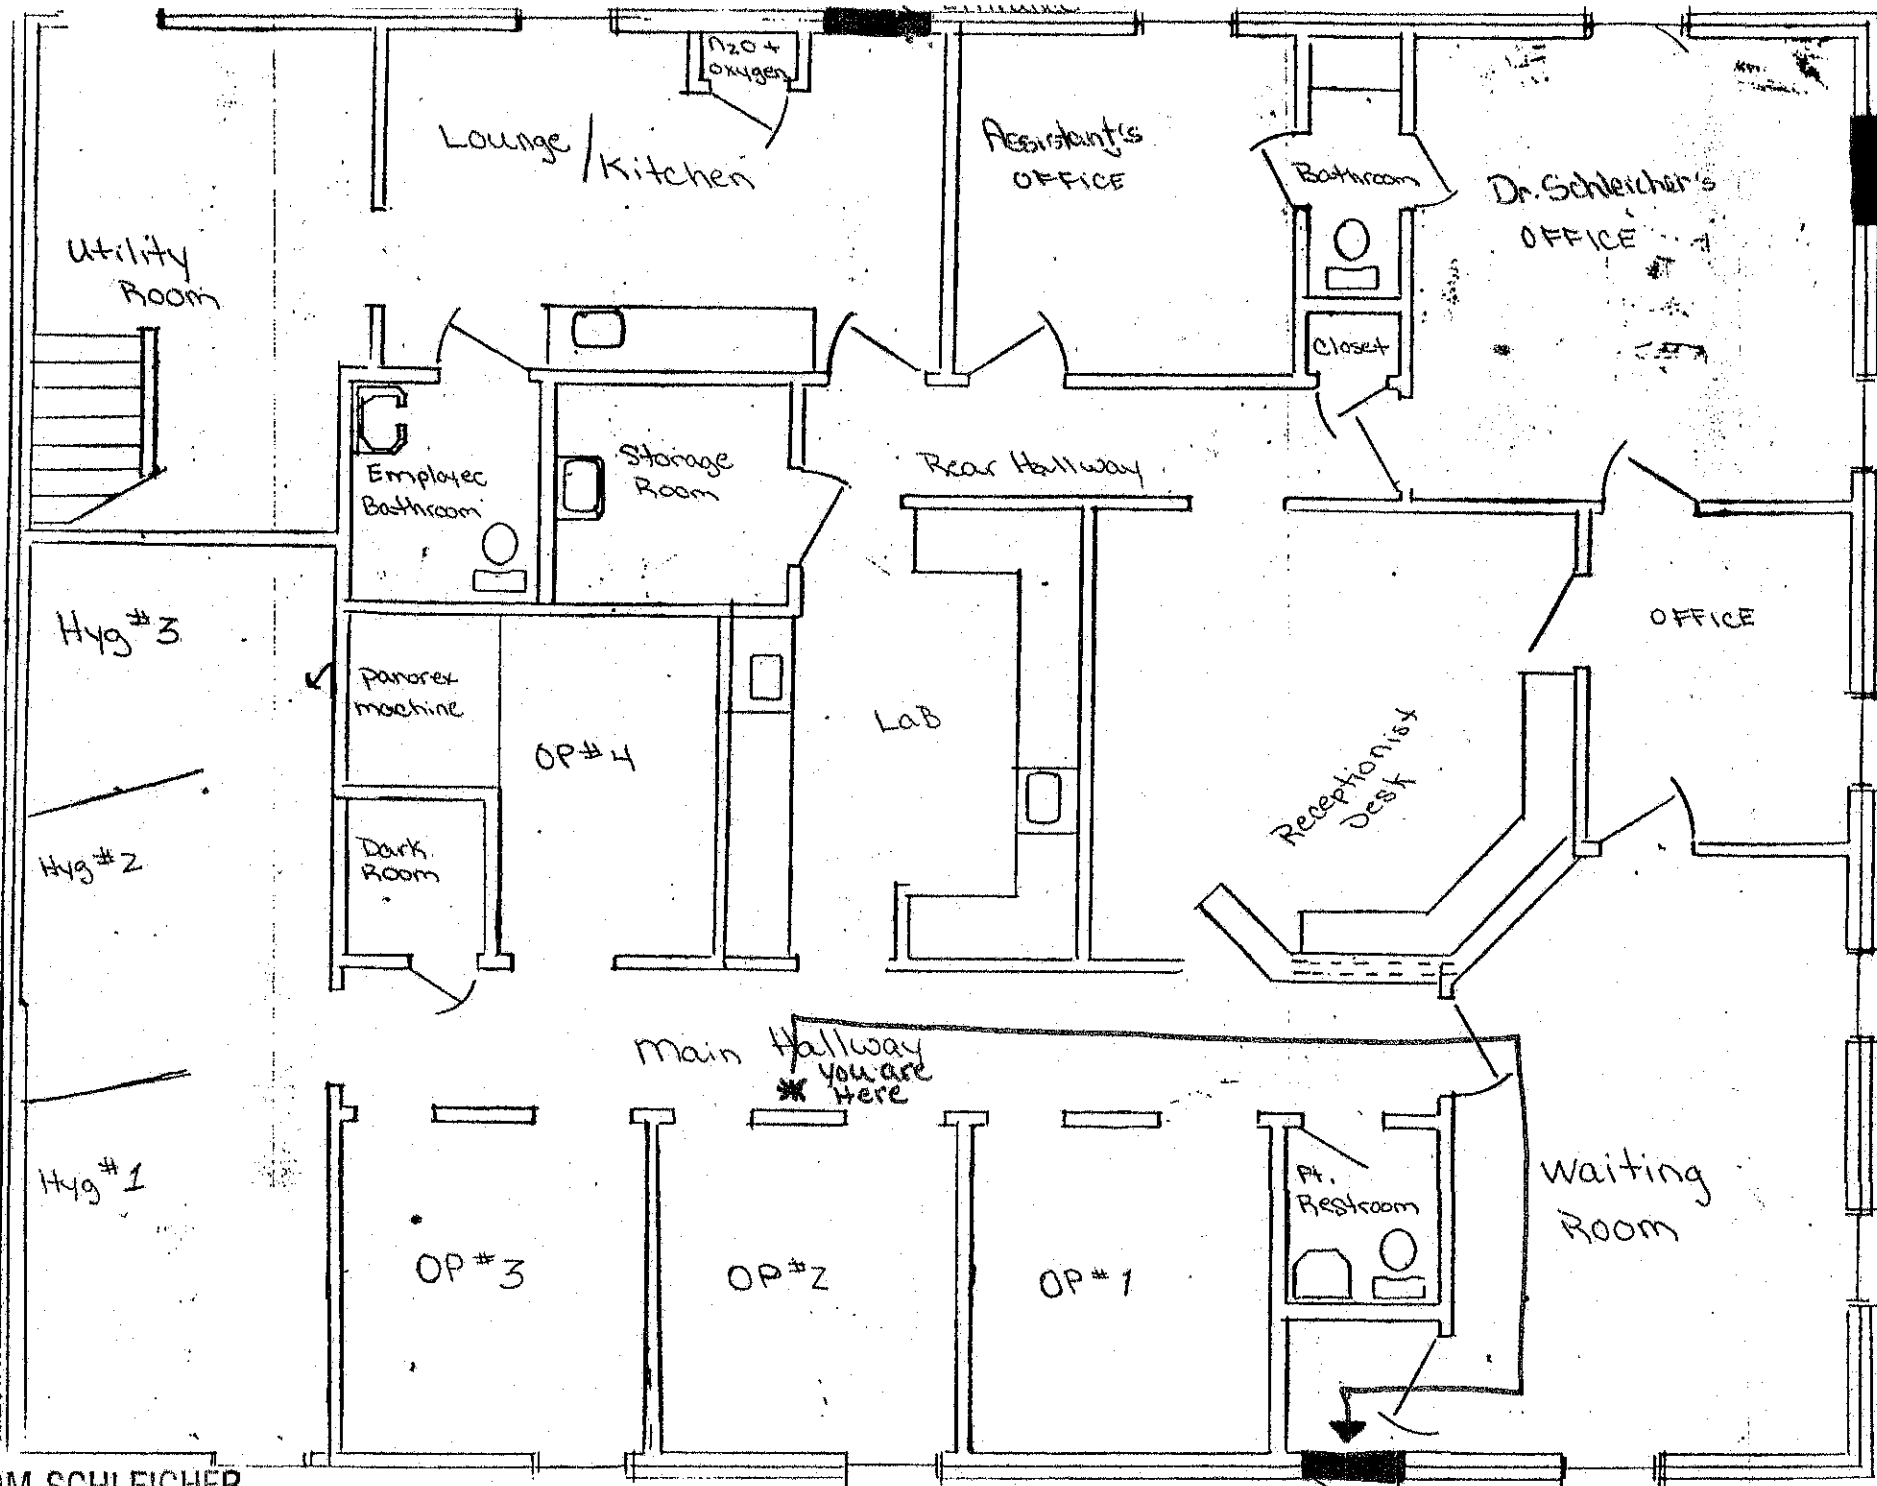 n2o +
oxygen
Lounge /
Kitchen
Assistant's
OFFICE
Bathroom
Dr. Schleicher's
OFFICE
Utility
Room
Closet
Employee
Bathroom
Storage
Room
Rear Hallway
Hyg #3
panorex
machine
OP #4
LaB
OFFICE
Receptionist
Desk
Hyg #2
Dark
Room
Main Hallway
you are
Here
Hyg #1
Pt.
Restroom
Waiting
Room
OP #3
OP #2
OP #1
SCHLEICHER